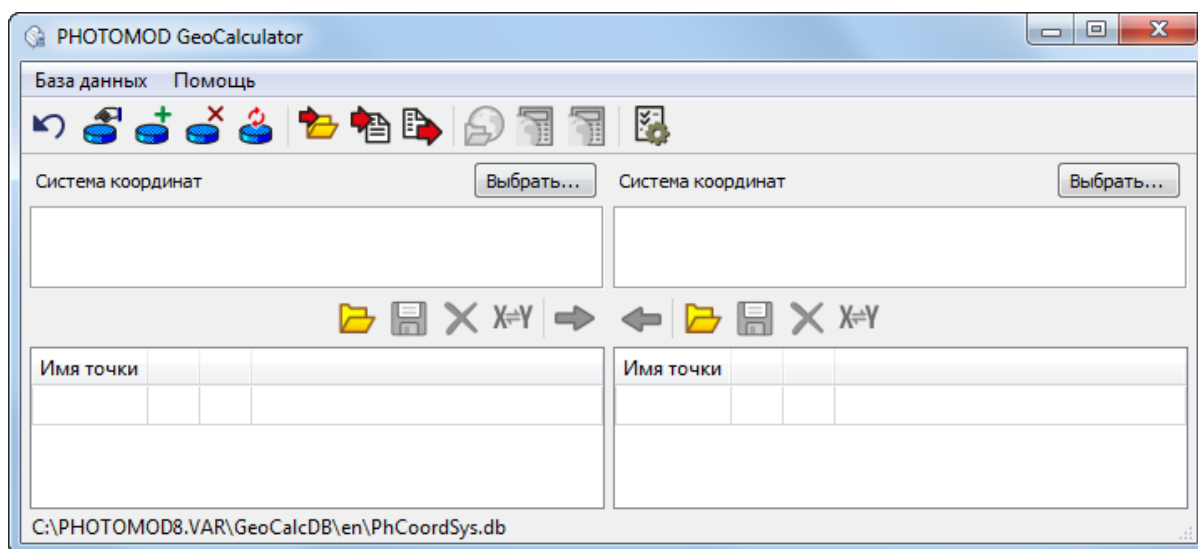 PHOTOMOD GeoCalculator
База данных Помощь
Система координат Выбрать... Система координат Выбрать...
X⇌Y X⇌Y
Имя точки Имя точки
C:\PHOTOMOD8.VAR\GeoCalcDB\en\PhCoordSys.db